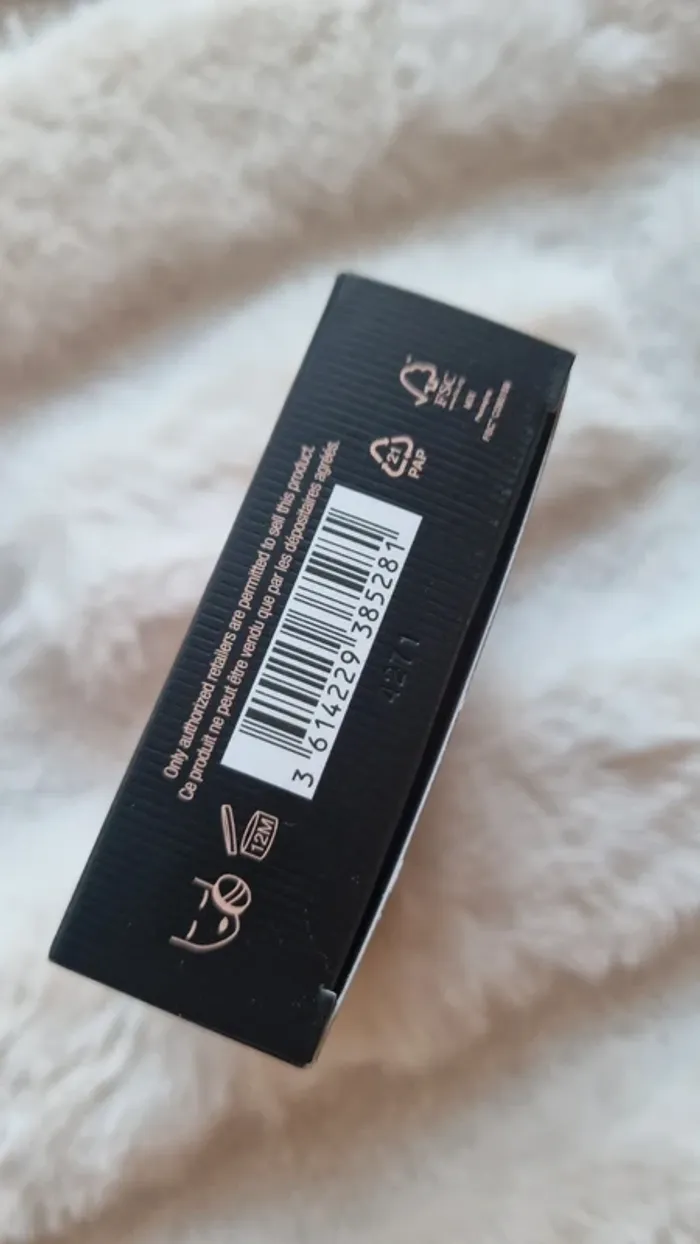 Only authorized retailers are permitted to sell this product.
Ce produit ne peut être vendu que par les dépositaires agréés.
3 614229 385281
4271
12M
21
PAP
FSC
MIX